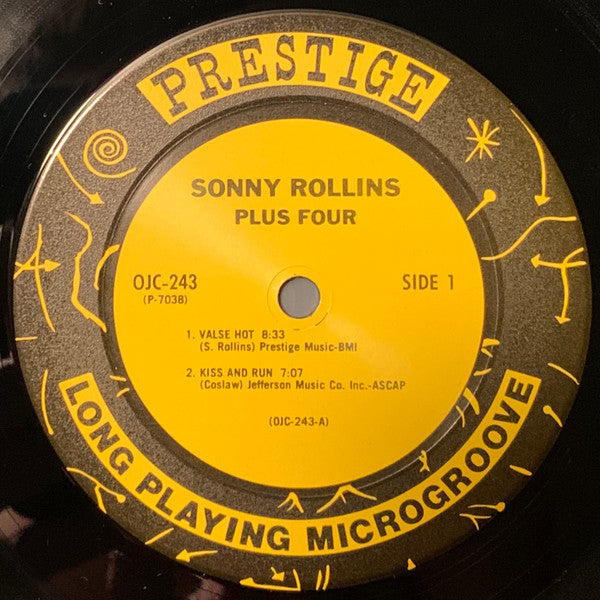 PRESTIGE
SONNY ROLLINS
PLUS FOUR
OJC-243
(P-7038)
SIDE 1
1. VALSE HOT 8:33
(S. Rollins) Prestige Music-BMI
2. KISS AND RUN 7:07
(Coslaw) Jefferson Music Co. Inc.-ASCAP
(OJC-243-A)
LONG PLAYING MICROGROOVE